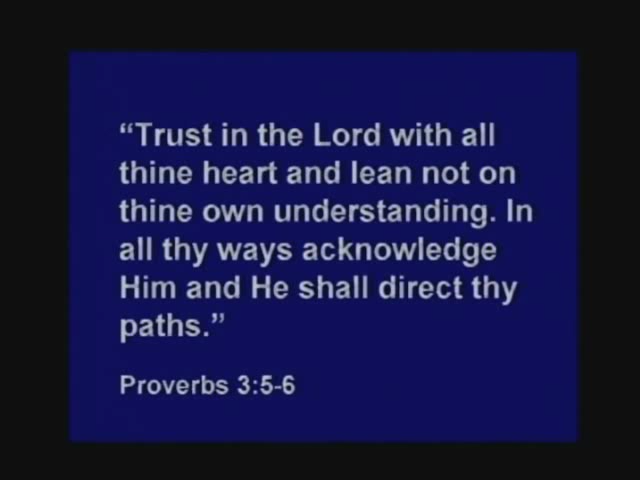 “Trust in the Lord with all
thine heart and lean not on
thine own understanding. In
all thy ways acknowledge
Him and He shall direct thy
paths.”
Proverbs 3:5-6